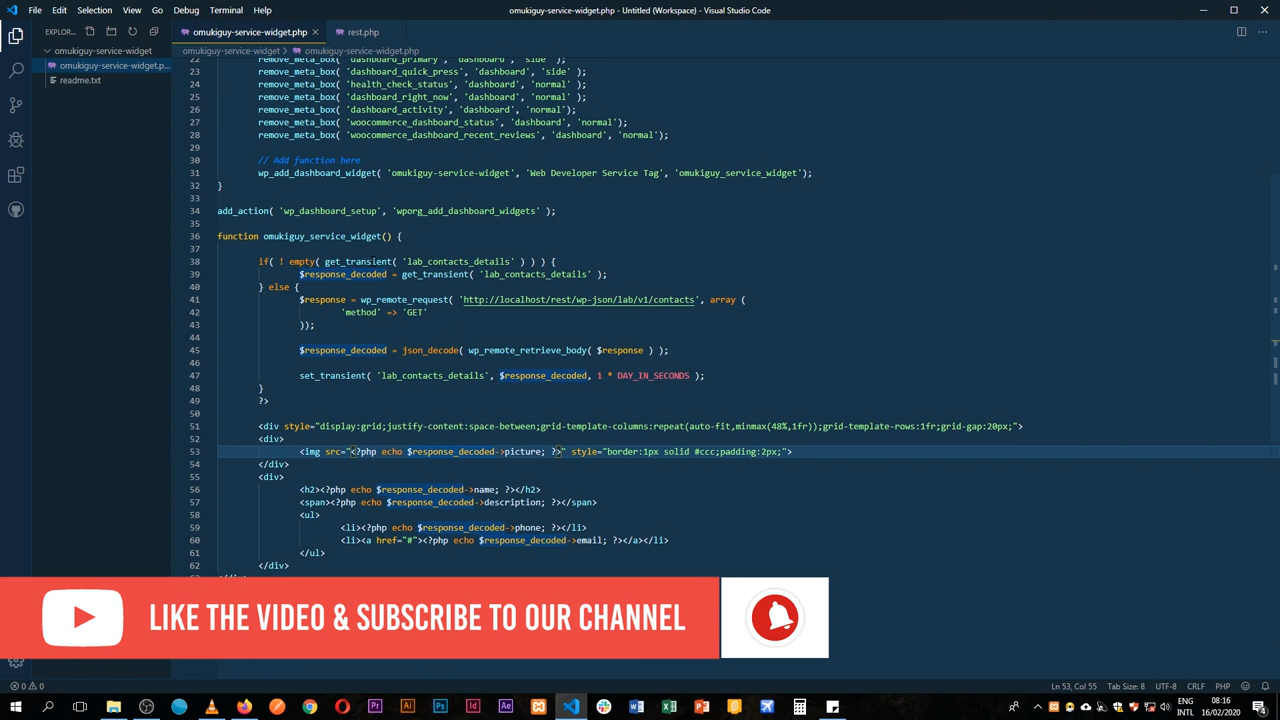 File Edit View Go Debug Terminal Help
omukiguy-service-widget.php - Untitled (Workspace) - Visual Studio Code
EXPLOR...
omukiguy-service-widget.php
rest.php
omukiguy-service-widget
omukiguy-service-widget.p...
readme.txt
omukiguy-service-widget > omukiguy-service-widget.php
22 remove_meta_box( 'dashboard_primary', 'dashboard', 'side' );
23 remove_meta_box( 'dashboard_quick_press', 'dashboard', 'side' );
24 remove_meta_box( 'health_check_status', 'dashboard', 'normal' );
25 remove_meta_box( 'dashboard_right_now', 'dashboard', 'normal' );
26 remove_meta_box( 'dashboard_activity', 'dashboard', 'normal');
27 remove_meta_box( 'woocommerce_dashboard_status', 'dashboard', 'normal');
28 remove_meta_box( 'woocommerce_dashboard_recent_reviews', 'dashboard', 'normal');
29
30 // Add function here
31 wp_add_dashboard_widget( 'omukiguy-service-widget', 'Web Developer Service Tag', 'omukiguy_service_widget');
32 }
33
34 add_action( 'wp_dashboard_setup', 'wporg_add_dashboard_widgets' );
35
36 function omukiguy_service_widget() {
37
38 if( ! empty( get_transient( 'lab_contacts_details' ) ) ) {
39 $response_decoded = get_transient( 'lab_contacts_details' );
40 } else {
41 $response = wp_remote_request( 'http://localhost/rest/wp-json/lab/v1/contacts', array (
42 'method' => 'GET'
43 ));
44
45 $response_decoded = json_decode( wp_remote_retrieve_body( $response ) );
46
47 set_transient( 'lab_contacts_details', $response_decoded, 1 * DAY_IN_SECONDS );
48 }
49 ?>
50
51 <div style="display:grid;justify-content:space-between;grid-template-columns:repeat(auto-fit,minmax(48%,1fr));grid-template-rows:1fr;grid-gap:20px;">
52 <div>
53 <img src="<?php echo $response_decoded->picture; ?>" style="border:1px solid #ccc;padding:2px;">
54 </div>
55 <div>
56 <h2><?php echo $response_decoded->name; ?></h2>
57 <span><?php echo $response_decoded->description; ?></span>
58 <ul>
59 <li><?php echo $response_decoded->phone; ?></li>
60 <li><a href="#"><?php echo $response_decoded->email; ?></a></li>
61 </ul>
62 </div>
LIKE THE VIDEO & SUBSCRIBE TO OUR CHANNEL
0 0
Ln 53, Col 55 Tab Size: 8 UTF-8 CRLF PHP
Pr Ai Ps Id Ae
ENG
INTL
08:16
16/02/2020